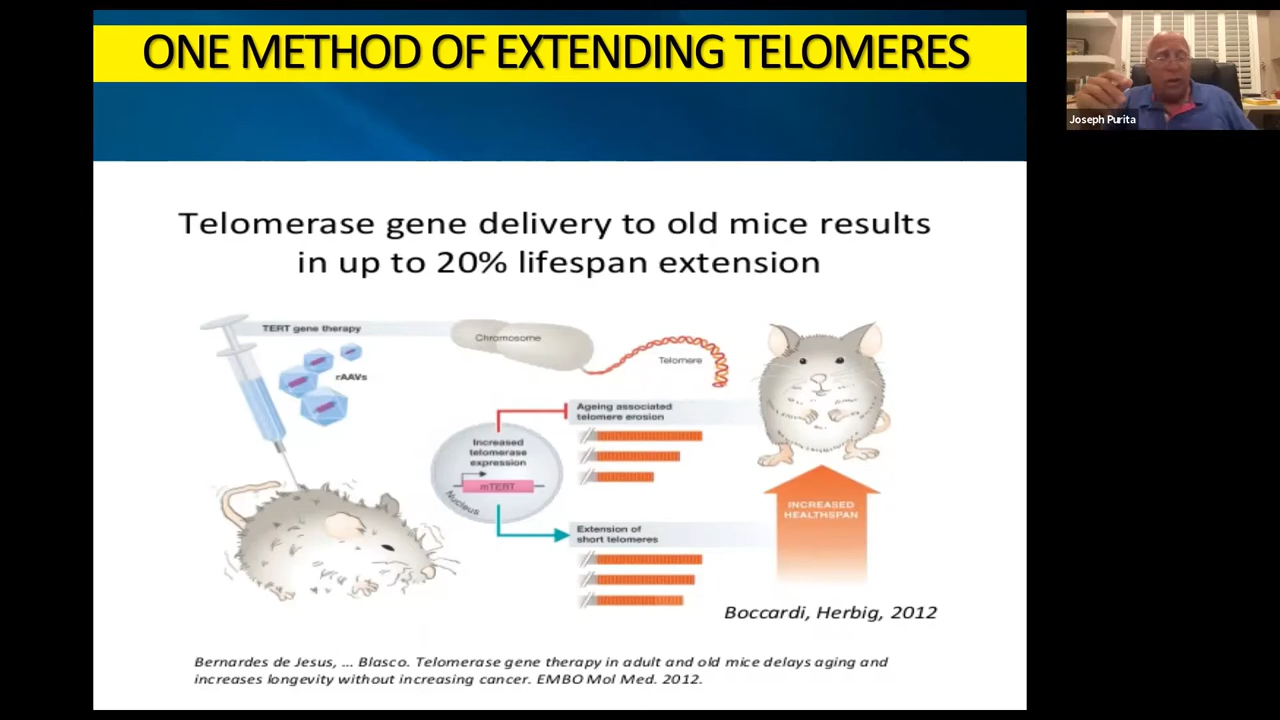 ONE METHOD OF EXTENDING TELOMERES
Joseph Purita
Telomerase gene delivery to old mice results
in up to 20% lifespan extension
TERT gene therapy
Chromosome
Telomere
rAAVs
Ageing associated
telomere erosion
Increased
telomerase
expression
mTERT
Nucleus
INCREASED
HEALTHSPAN
Extension of
short telomeres
Boccardi, Herbig, 2012
Bernardes de Jesus, ... Blasco. Telomerase gene therapy in adult and old mice delays aging and
increases longevity without increasing cancer. EMBO Mol Med. 2012.